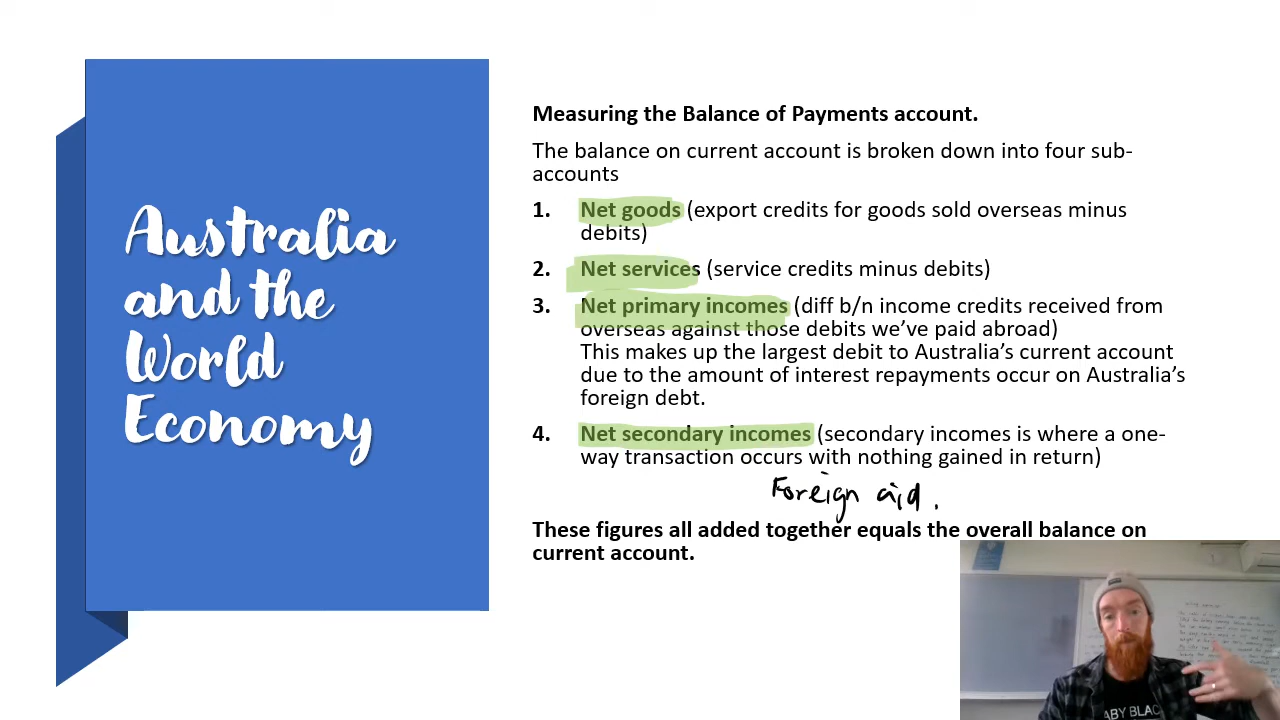 Australia
and the
World
Economy
Measuring the Balance of Payments account.
The balance on current account is broken down into four sub-
accounts
1. Net goods (export credits for goods sold overseas minus
debits)
2. Net services (service credits minus debits)
3. Net primary incomes (diff b/n income credits received from
overseas against those debits we've paid abroad)
This makes up the largest debit to Australia's current account
due to the amount of interest repayments occur on Australia's
foreign debt.
4. Net secondary incomes (secondary incomes is where a one-
way transaction occurs with nothing gained in return)
Foreign aid.
These figures all added together equals the overall balance on
current account.
ABY BLAC